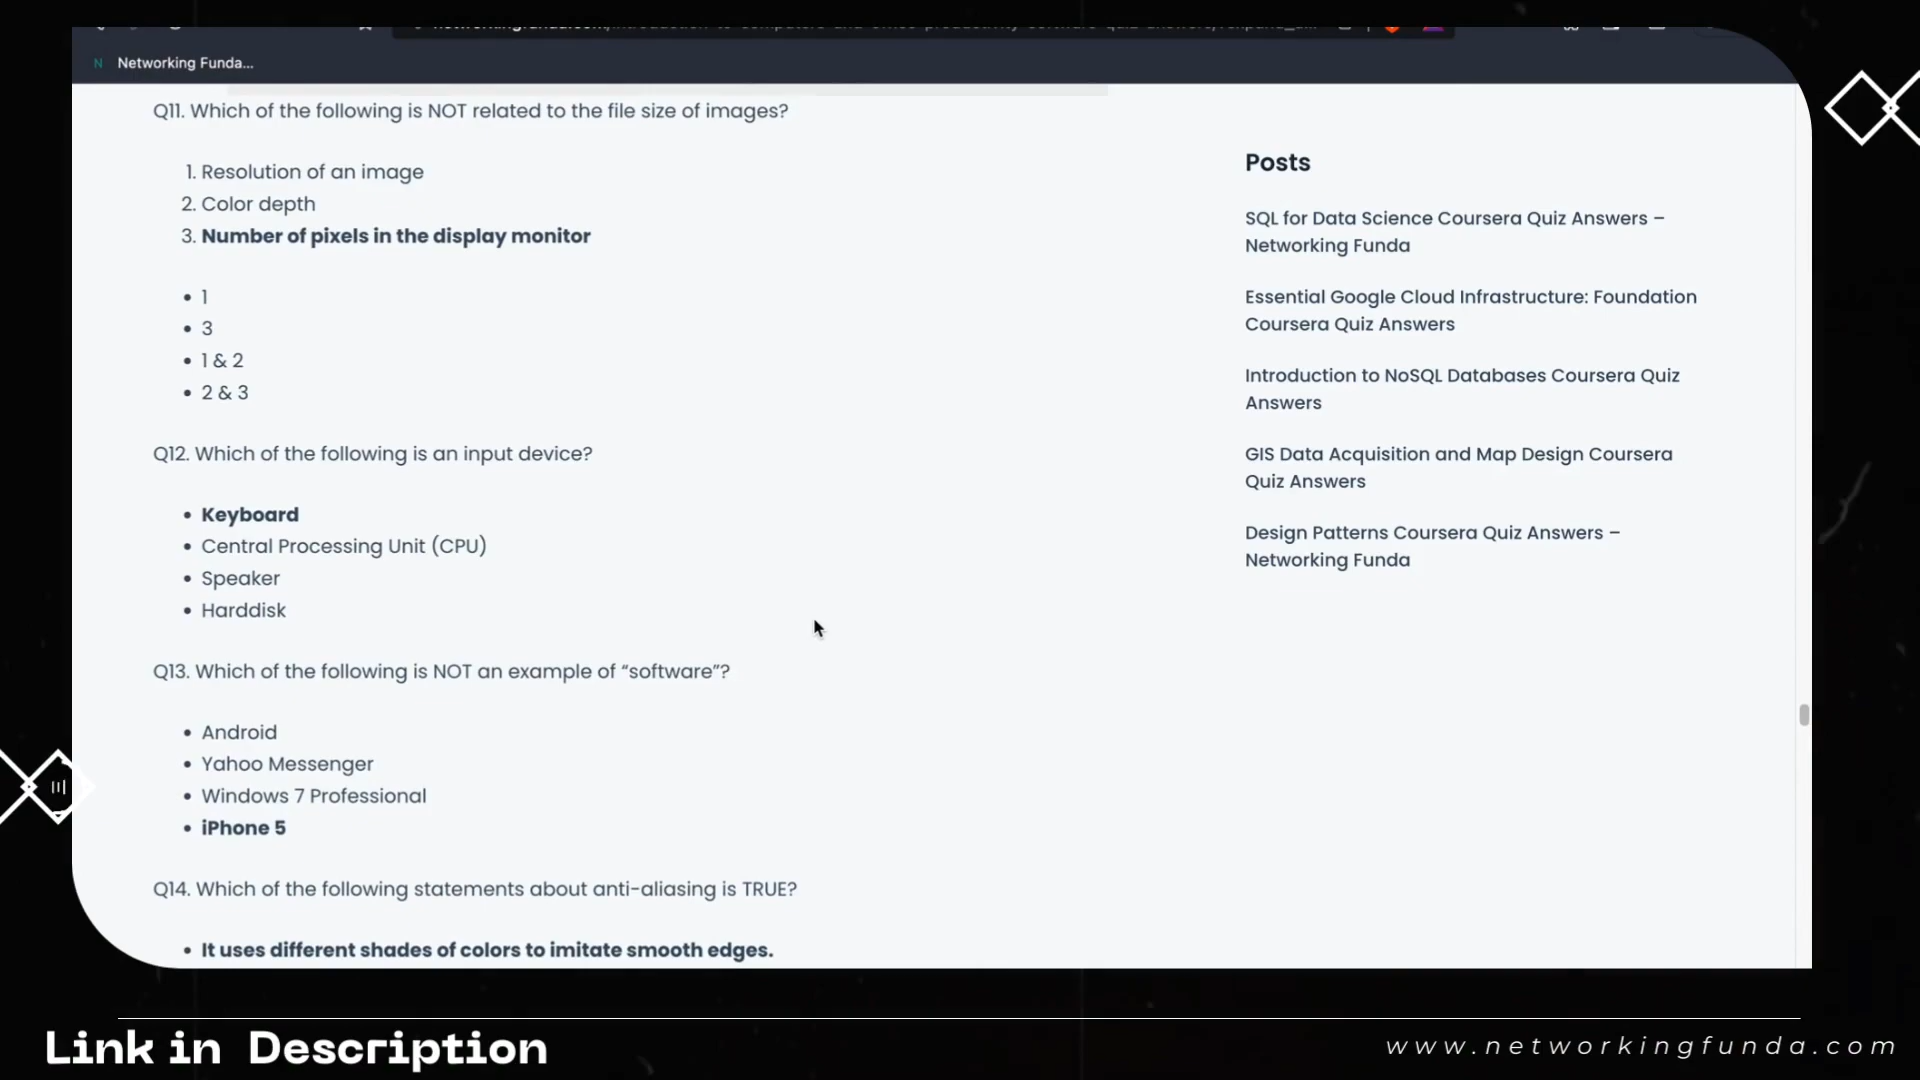 Networking Funda...
Q11. Which of the following is NOT related to the file size of images?
1. Resolution of an image
2. Color depth
3. Number of pixels in the display monitor
• 1
• 3
• 1 & 2
• 2 & 3
Q12. Which of the following is an input device?
• Keyboard
• Central Processing Unit (CPU)
• Speaker
• Harddisk
Q13. Which of the following is NOT an example of “software”?
• Android
• Yahoo Messenger
• Windows 7 Professional
• iPhone 5
Q14. Which of the following statements about anti-aliasing is TRUE?
• It uses different shades of colors to imitate smooth edges.
Posts
SQL for Data Science Coursera Quiz Answers –
Networking Funda
Essential Google Cloud Infrastructure: Foundation
Coursera Quiz Answers
Introduction to NoSQL Databases Coursera Quiz
Answers
GIS Data Acquisition and Map Design Coursera
Quiz Answers
Design Patterns Coursera Quiz Answers –
Networking Funda
Link in Description
www.networkingfunda.com